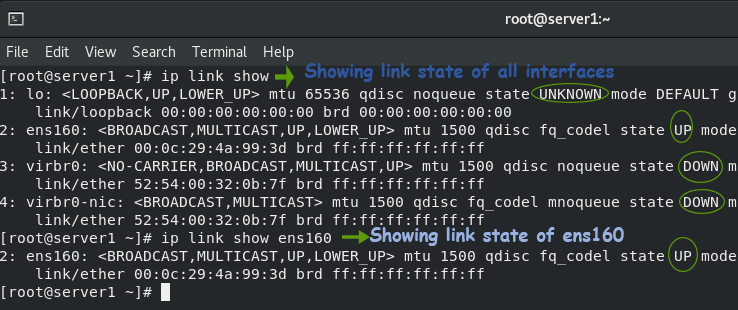 root@server1:~
File Edit View Search Terminal Help
[root@server1 ~]# ip link show Showing link state of all interfaces
1: lo: <LOOPBACK,UP,LOWER_UP> mtu 65536 qdisc noqueue state UNKNOWN mode DEFAULT g
link/loopback 00:00:00:00:00:00 brd 00:00:00:00:00:00
2: ens160: <BROADCAST,MULTICAST,UP,LOWER_UP> mtu 1500 qdisc fq_codel state UP mode
link/ether 00:0c:29:4a:99:3d brd ff:ff:ff:ff:ff:ff
3: virbr0: <NO-CARRIER,BROADCAST,MULTICAST,UP> mtu 1500 qdisc noqueue state DOWN m
link/ether 52:54:00:32:0b:7f brd ff:ff:ff:ff:ff:ff
4: virbr0-nic: <BROADCAST,MULTICAST> mtu 1500 qdisc fq_codel mnoqueue state DOWN m
link/ether 52:54:00:32:0b:7f brd ff:ff:ff:ff:ff:ff
[root@server1 ~]# ip link show ens160 Showing link state of ens160
2: ens160: <BROADCAST,MULTICAST,UP,LOWER_UP> mtu 1500 qdisc fq_codel state UP mode
link/ether 00:0c:29:4a:99:3d brd ff:ff:ff:ff:ff:ff
[root@server1 ~]#